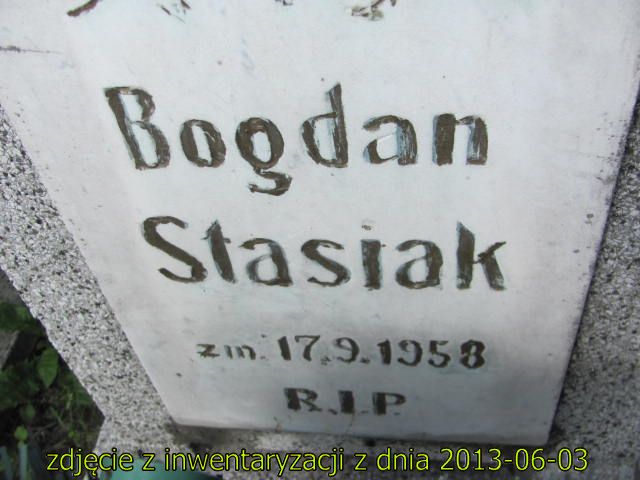 Bogdan
Stasiak
zm. 17.9.1958
R.I.P.
zdjęcie z inwentaryzacji z dnia 2013-06-03